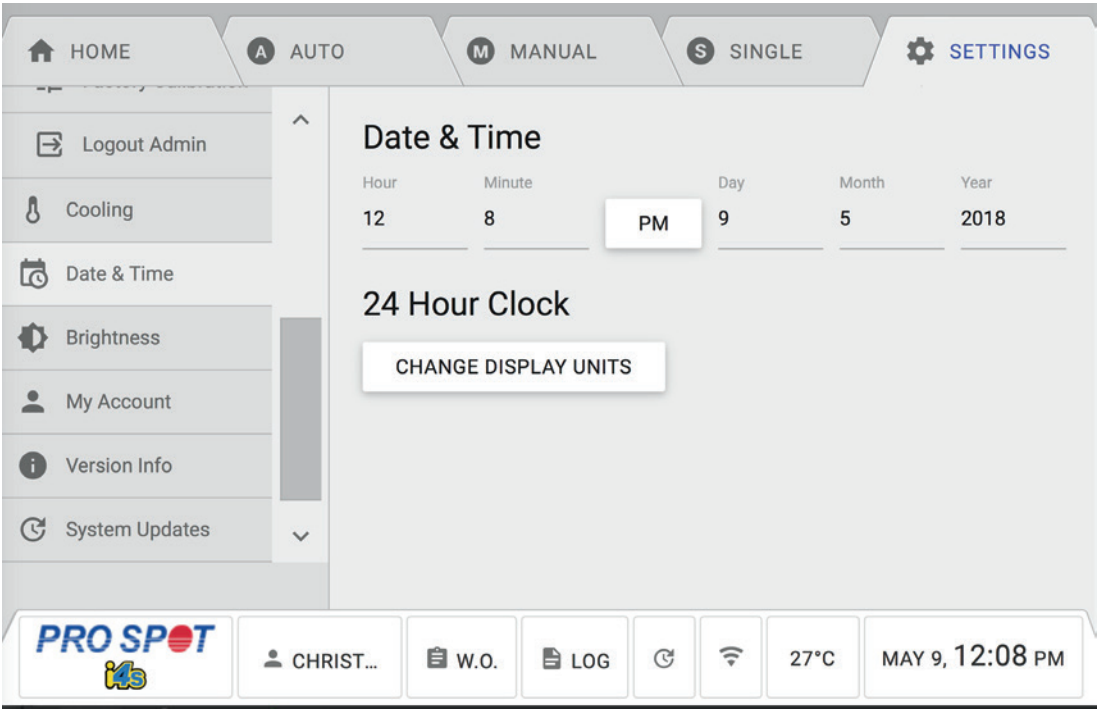 HOME
A AUTO
M MANUAL
S SINGLE
SETTINGS
Factory Calibration
Logout Admin
Cooling
Date & Time
Brightness
My Account
Version Info
System Updates
Date & Time
Hour Minute Day Month Year
12 8 PM 9 5 2018
24 Hour Clock
CHANGE DISPLAY UNITS
PRO SPOT
i4s
CHRIST...
W.O.
LOG
27°C
MAY 9, 12:08 PM